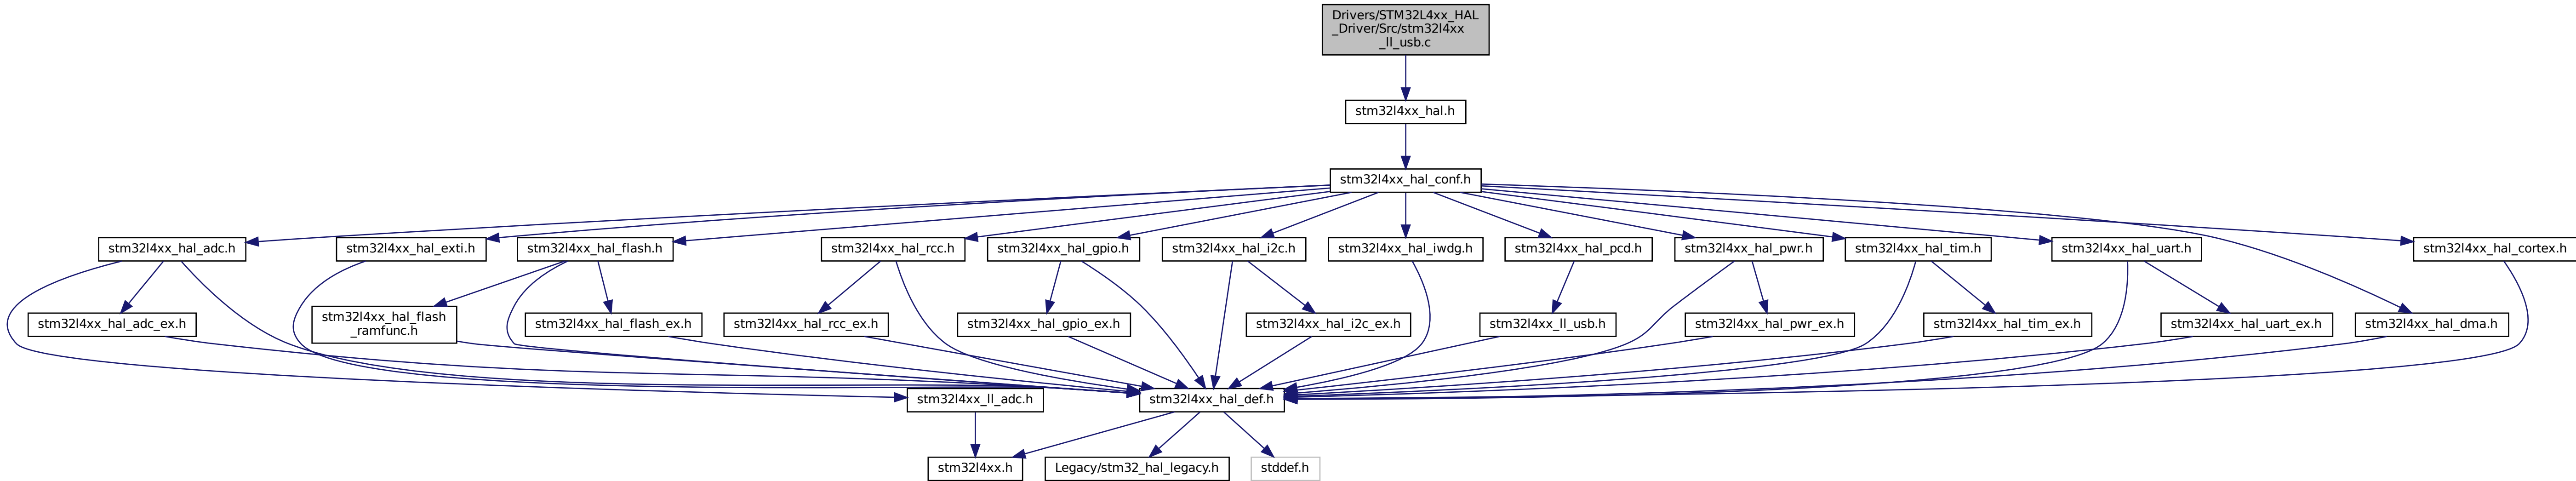 Drivers/STM32L4xx_HAL
_Driver/Src/stm32l4xx
_ll_usb.c
stm32l4xx_hal.h
stm32l4xx_hal_conf.h
stm32l4xx_hal_adc.h
stm32l4xx_hal_exti.h
stm32l4xx_hal_flash.h
stm32l4xx_hal_rcc.h
stm32l4xx_hal_gpio.h
stm32l4xx_hal_i2c.h
stm32l4xx_hal_iwdg.h
stm32l4xx_hal_pcd.h
stm32l4xx_hal_pwr.h
stm32l4xx_hal_tim.h
stm32l4xx_hal_uart.h
stm32l4xx_hal_cortex.h
stm32l4xx_hal_adc_ex.h
stm32l4xx_hal_flash
_ramfunc.h
stm32l4xx_hal_flash_ex.h
stm32l4xx_hal_rcc_ex.h
stm32l4xx_hal_gpio_ex.h
stm32l4xx_hal_i2c_ex.h
stm32l4xx_ll_usb.h
stm32l4xx_hal_pwr_ex.h
stm32l4xx_hal_tim_ex.h
stm32l4xx_hal_uart_ex.h
stm32l4xx_hal_dma.h
stm32l4xx_ll_adc.h
stm32l4xx_hal_def.h
stm32l4xx.h
Legacy/stm32_hal_legacy.h
stddef.h